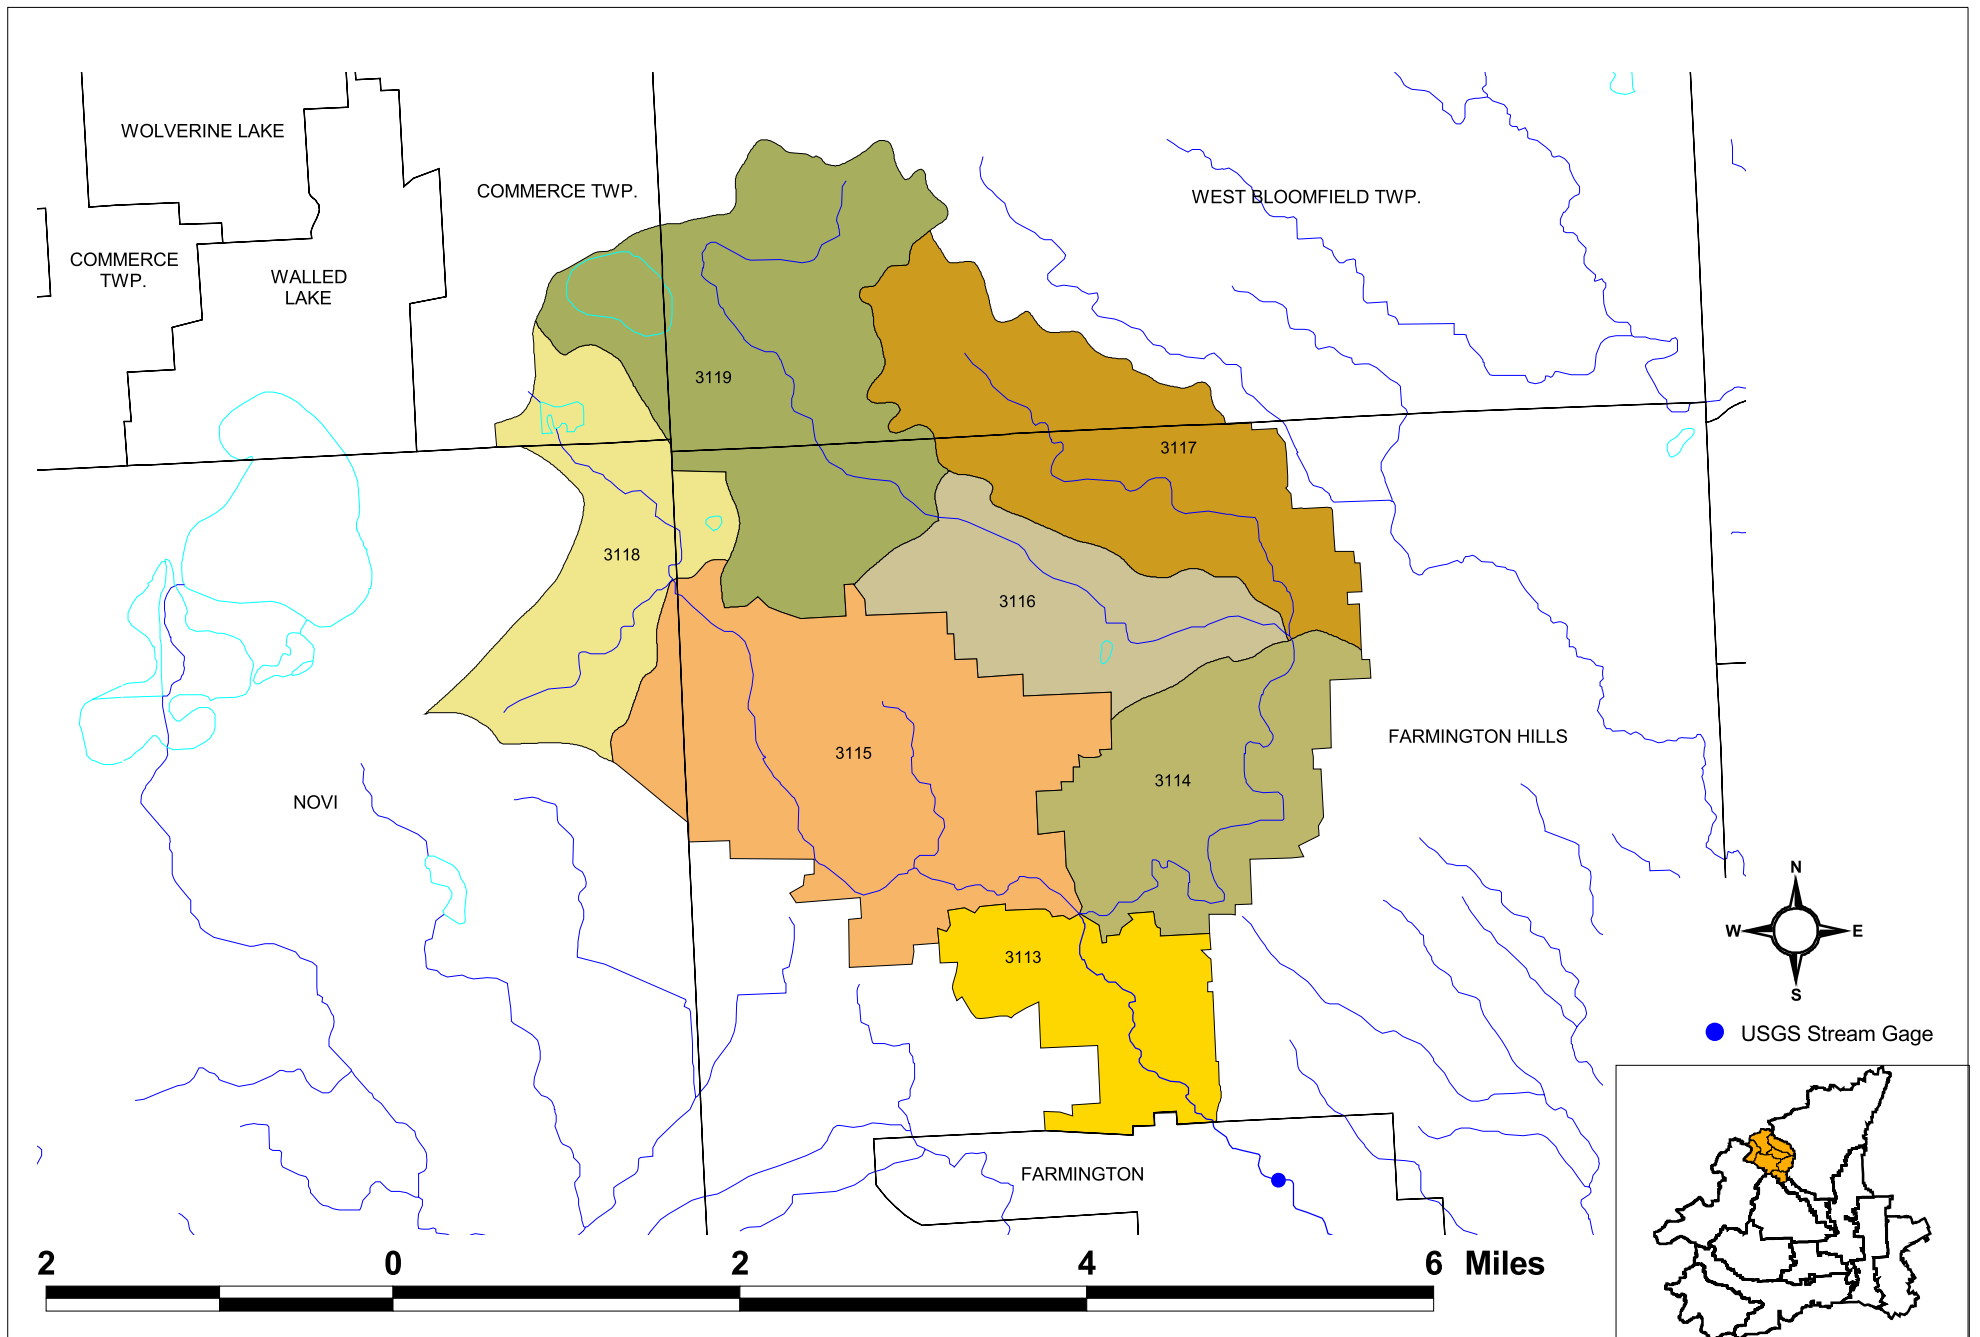 WOLVERINE LAKE
COMMERCE TWP.
WEST BLOOMFIELD TWP.
COMMERCE
TWP.
WALLED
LAKE
3119
3117
3118
3116
FARMINGTON HILLS
3115
3114
NOVI
N
W E
S
3113
USGS Stream Gage
FARMINGTON
2 0 2 4 6 Miles